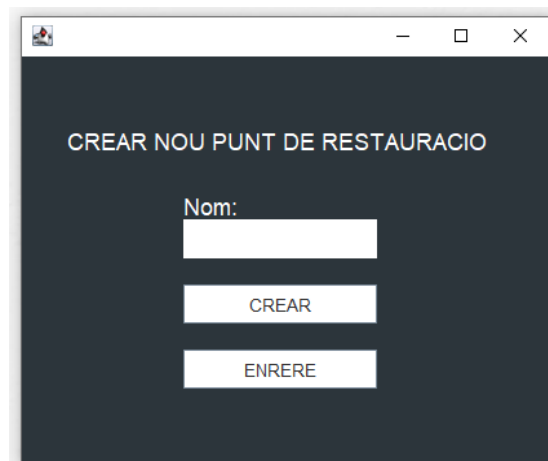 CREAR NOU PUNT DE RESTAURACIO
Nom:
CREAR
ENRERE